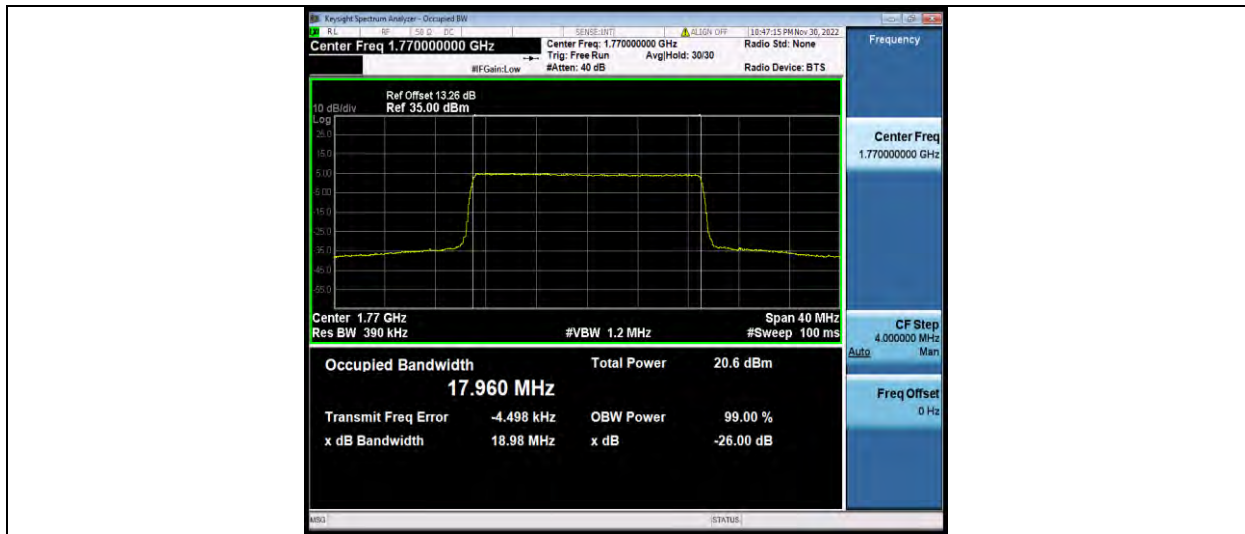 Keysight Spectrum Analyzer - Occupied BW
RL RF 50 Ω DC SENSE:INT ALIGN OFF 10:47:15 PM Nov 30, 2022
Center Freq 1.770000000 GHz Center Freq: 1.770000000 GHz Radio Std: None
Trig: Free Run Avg|Hold: 30/30
#IFGain:Low #Atten: 40 dB Radio Device: BTS
Frequency
Ref Offset 13.26 dB
10 dB/div Ref 35.00 dBm
Log
25.0
15.0
5.00
-5.00
-15.0
-25.0
-35.0
-45.0
-55.0
Center Freq
1.770000000 GHz
Center 1.77 GHz Span 40 MHz
Res BW 390 kHz #VBW 1.2 MHz #Sweep 100 ms
CF Step
4.000000 MHz
Auto Man
Occupied Bandwidth Total Power 20.6 dBm
17.960 MHz
Freq Offset
0 Hz
Transmit Freq Error -4.498 kHz OBW Power 99.00 %
x dB Bandwidth 18.98 MHz x dB -26.00 dB
MSG STATUS